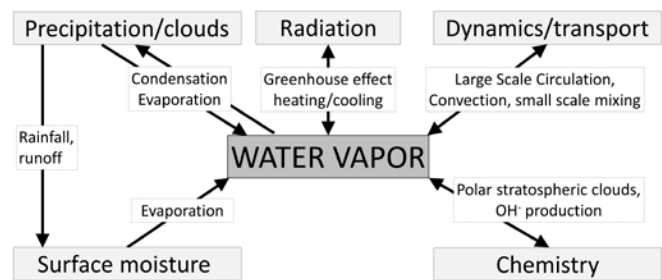 Precipitation/clouds
Radiation
Dynamics/transport
Condensation
Evaporation
Greenhouse effect
heating/cooling
Large Scale Circulation,
Convection, small scale mixing
Rainfall,
runoff
WATER VAPOR
Evaporation
Polar stratospheric clouds,
OH⁻ production
Surface moisture
Chemistry